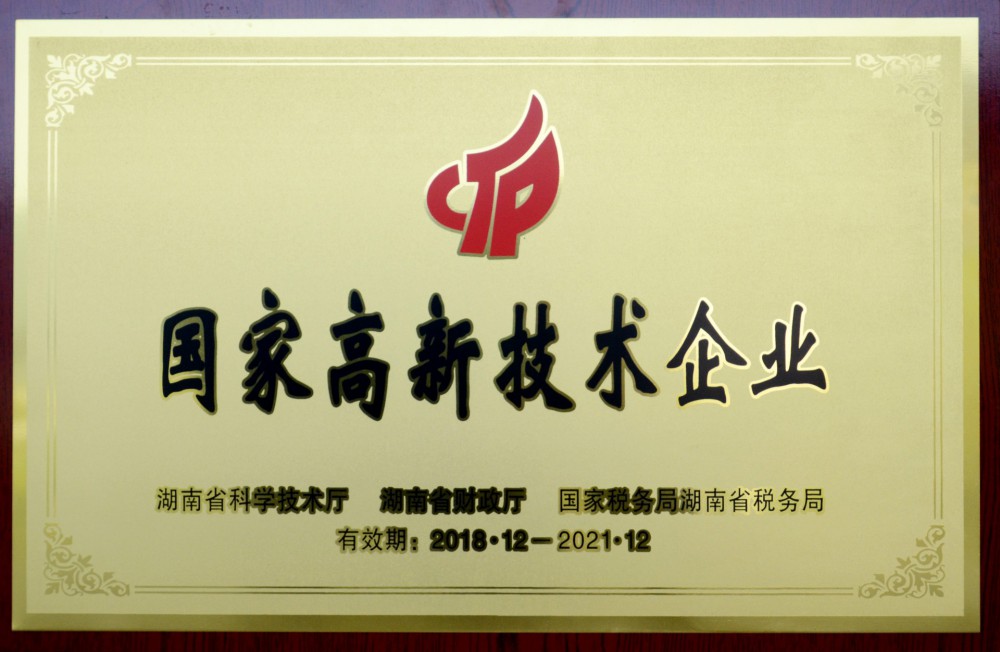 CTP
国家高新技术企业
湖南省科学技术厅 湖南省财政厅 国家税务局湖南省税务局
有效期：2018·12－2021·12